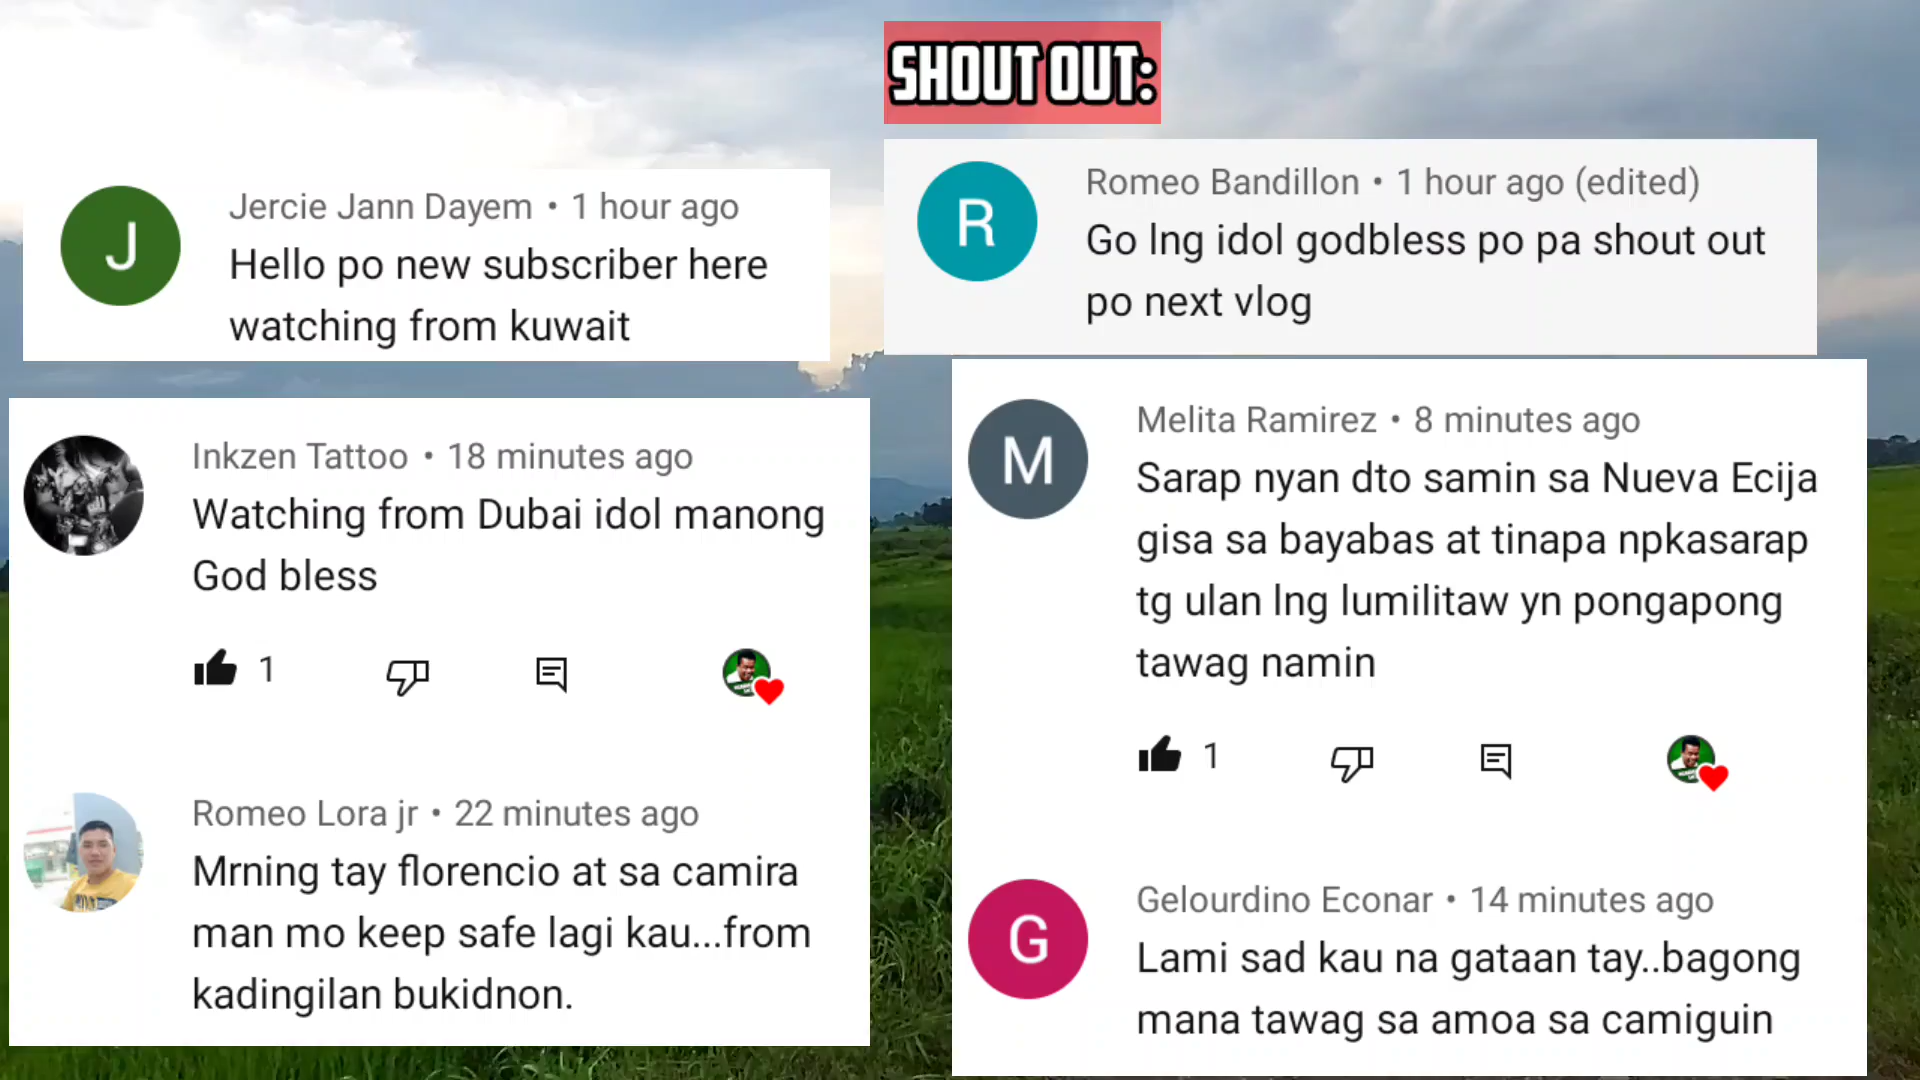 SHOUT OUT:
Jercie Jann Dayem • 1 hour ago
Hello po new subscriber here
watching from kuwait
J
Romeo Bandillon • 1 hour ago (edited)
Go lng idol godbless po pa shout out
po next vlog
R
Inkzen Tattoo • 18 minutes ago
Watching from Dubai idol manong
God bless
1
Romeo Lora jr • 22 minutes ago
Mrning tay florencio at sa camira
man mo keep safe lagi kau...from
kadingilan bukidnon.
Melita Ramirez • 8 minutes ago
M
Sarap nyan dto samin sa Nueva Ecija
gisa sa bayabas at tinapa npkasarap
tg ulan lng lumilitaw yn pongapong
tawag namin
1
Gelourdino Econar • 14 minutes ago
G
Lami sad kau na gataan tay..bagong
mana tawag sa amoa sa camiguin